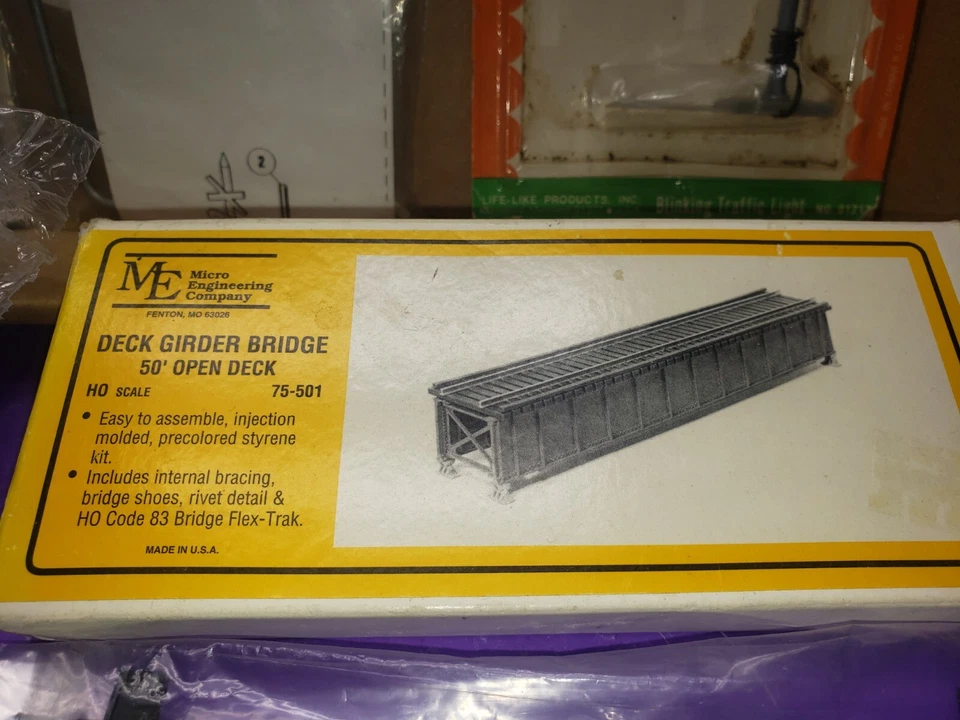 2
LIFE-LIKE PRODUCTS, INC.
Blinking Traffic Light
ME
Micro
Engineering
Company
FENTON, MO 63026
DECK GIRDER BRIDGE
50' OPEN DECK
HO SCALE 75-501
• Easy to assemble, injection
molded, precolored styrene
kit.
• Includes internal bracing,
bridge shoes, rivet detail &
HO Code 83 Bridge Flex-Trak.
MADE IN U.S.A.